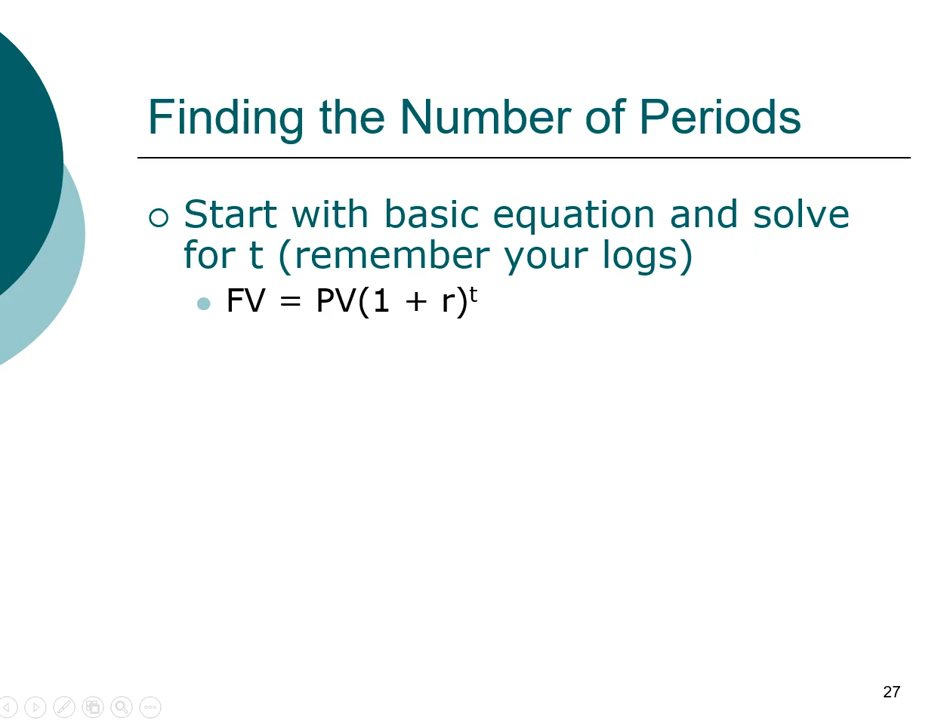 Finding the Number of Periods
Start with basic equation and solve
for t (remember your logs)
FV = PV(1 + r)ᵗ
27